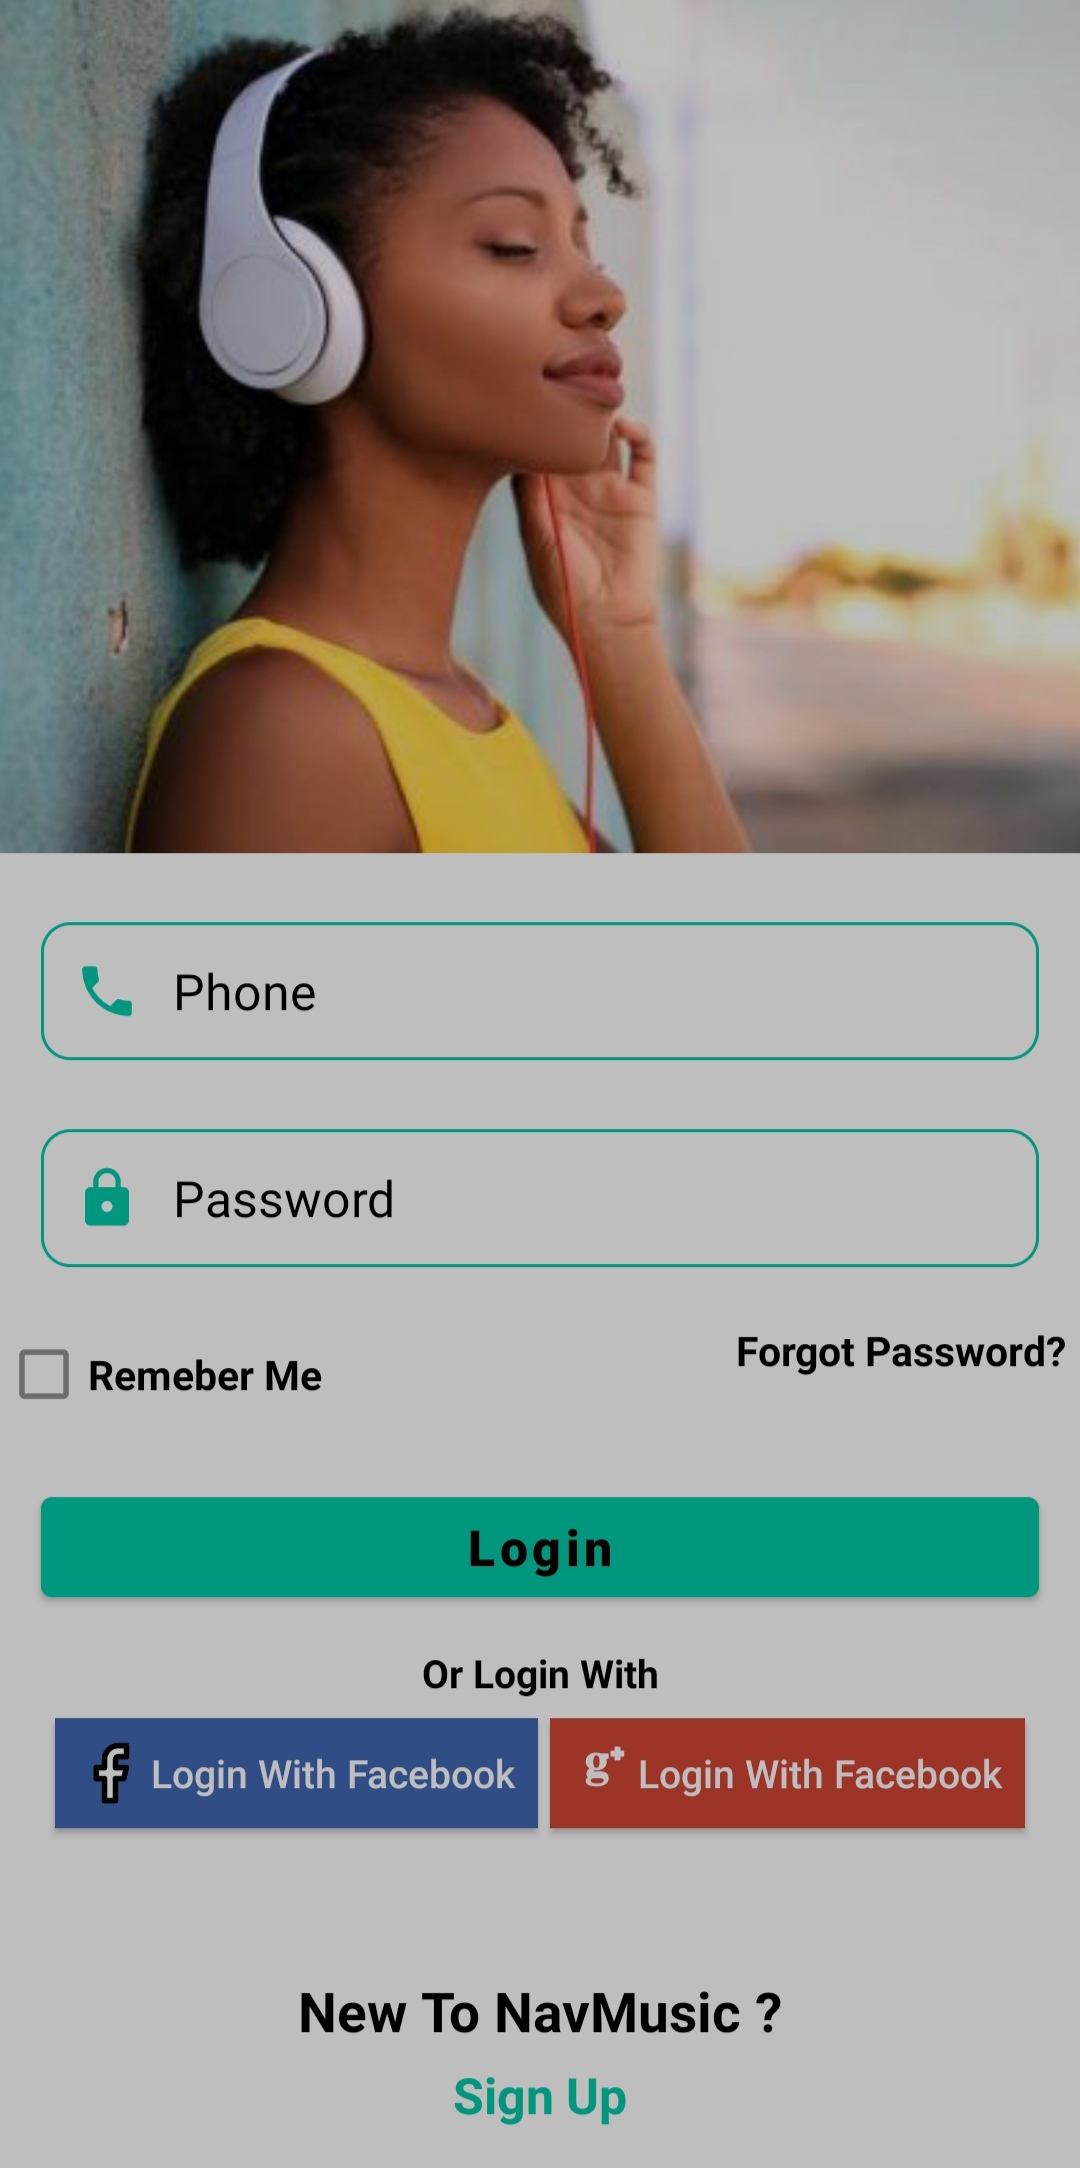 Phone
Password
Remeber Me
Forgot Password?
Login
Or Login With
f Login With Facebook
g+ Login With Facebook
New To NavMusic ?
Sign Up